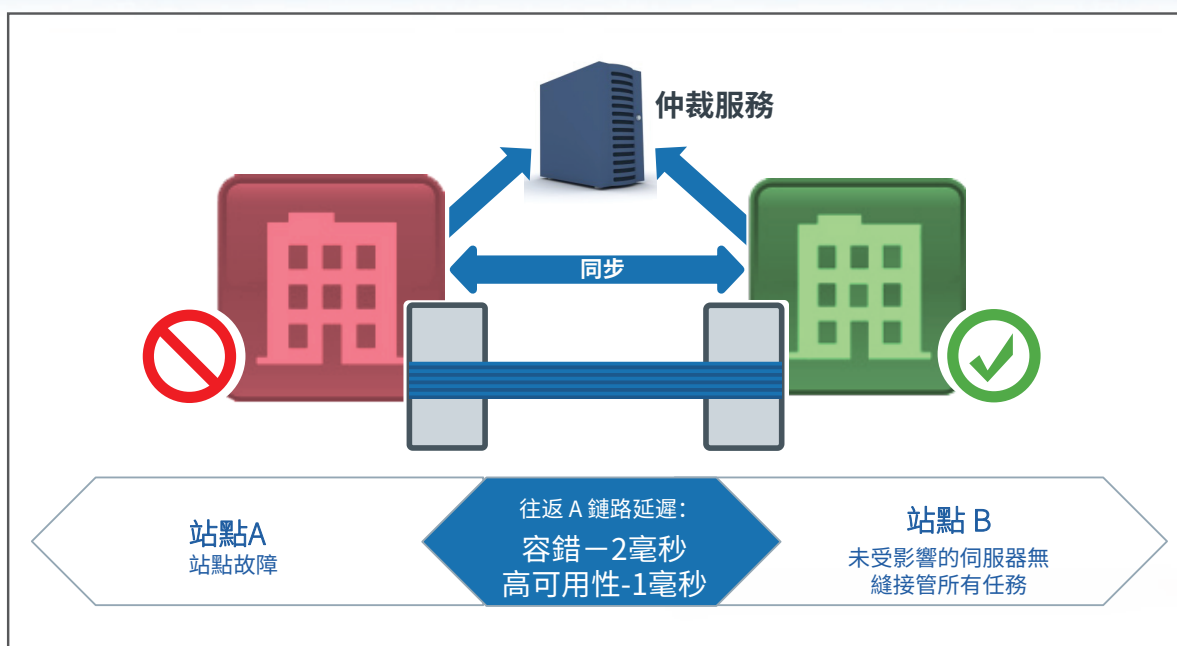 仲裁服務
同步
往返 A 鏈路延遲：
容錯－2毫秒
高可用性-1毫秒
站點A
站點故障
站點 B
未受影響的伺服器無
縫接管所有任務